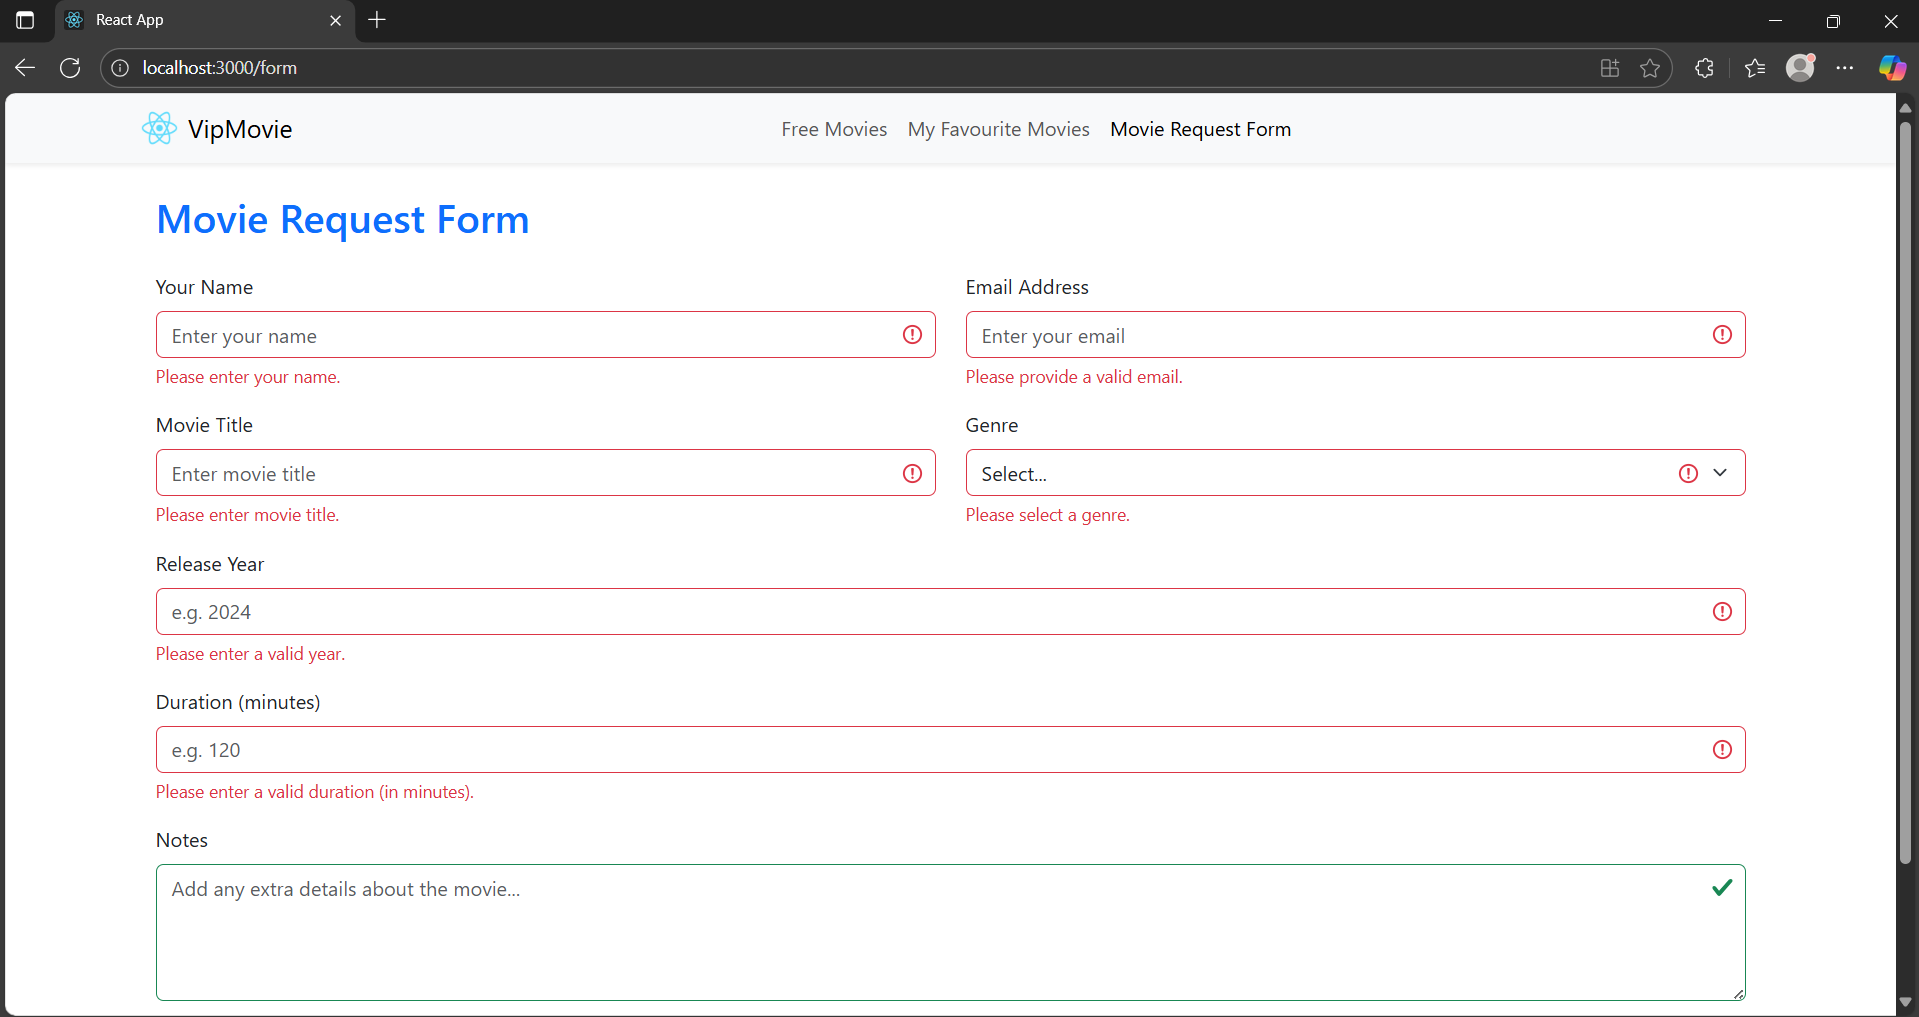 React App
localhost:3000/form
VipMovie
Free Movies My Favourite Movies Movie Request Form
Movie Request Form
Your Name
Enter your name
Please enter your name.
Email Address
Enter your email
Please provide a valid email.
Movie Title
Enter movie title
Please enter movie title.
Genre
Select...
Please select a genre.
Release Year
e.g. 2024
Please enter a valid year.
Duration (minutes)
e.g. 120
Please enter a valid duration (in minutes).
Notes
Add any extra details about the movie...